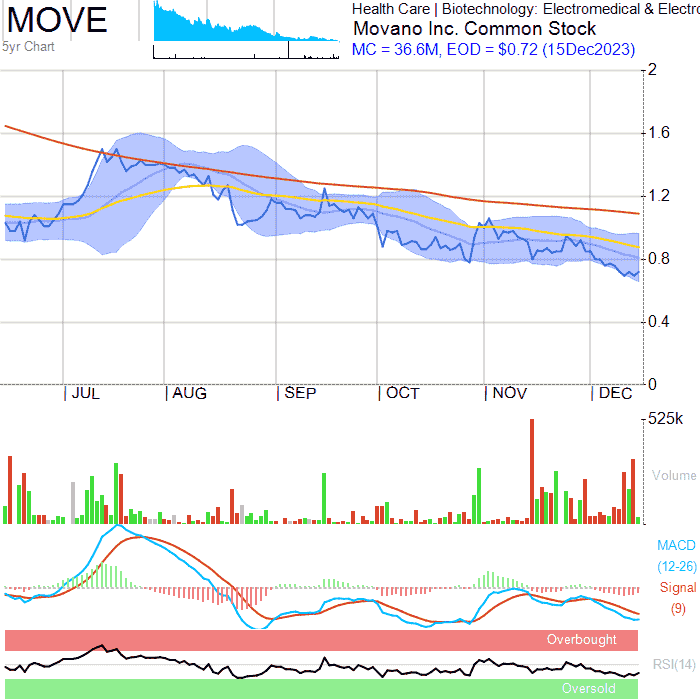 MOVE
5yr Chart
Health Care | Biotechnology: Electromedical & Electro
Movano Inc. Common Stock
MC = 36.6M, EOD = $0.72 (15Dec2023)
2
1.6
1.2
0.8
0.4
0
JUL
AUG
SEP
OCT
NOV
DEC
525k
Volume
MACD
(12-26)
Signal
(9)
Overbought
RSI(14)
Oversold